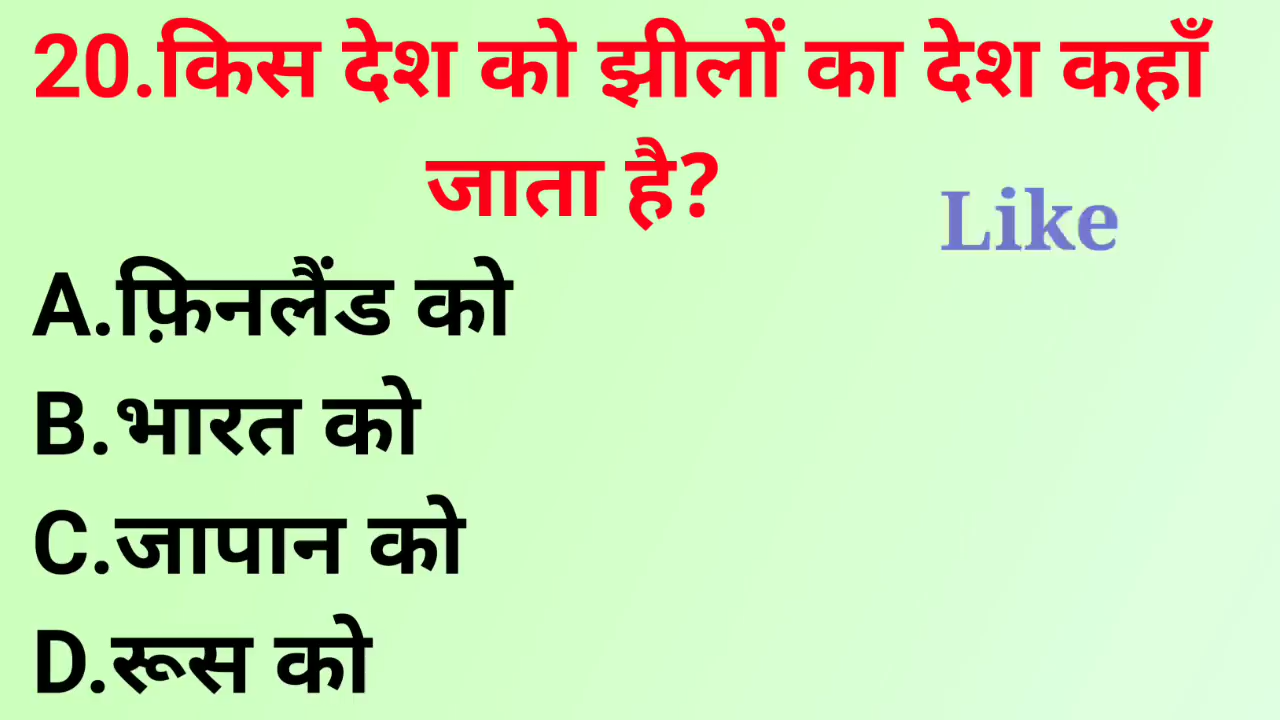 20.किस देश को झीलों का देश कहाँ
जाता है?
Like
A.फ़िनलैंड को
B.भारत को
C.जापान को
D.रूस को